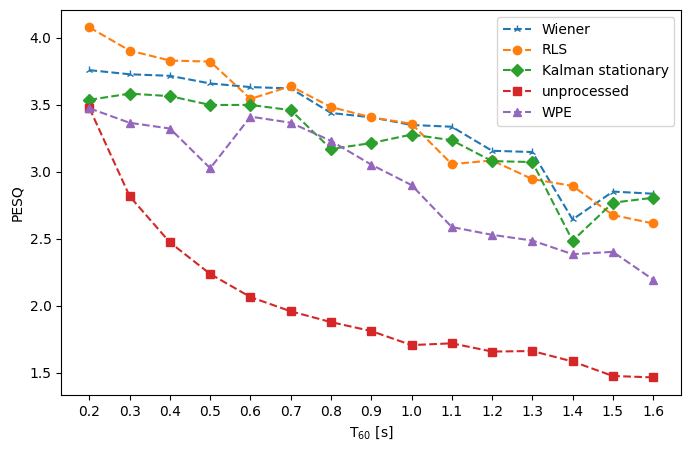 Wiener
RLS
Kalman stationary
unprocessed
WPE
PESQ
4.0
3.5
3.0
2.5
2.0
1.5
0.2 0.3 0.4 0.5 0.6 0.7 0.8 0.9 1.0 1.1 1.2 1.3 1.4 1.5 1.6
T60 [s]